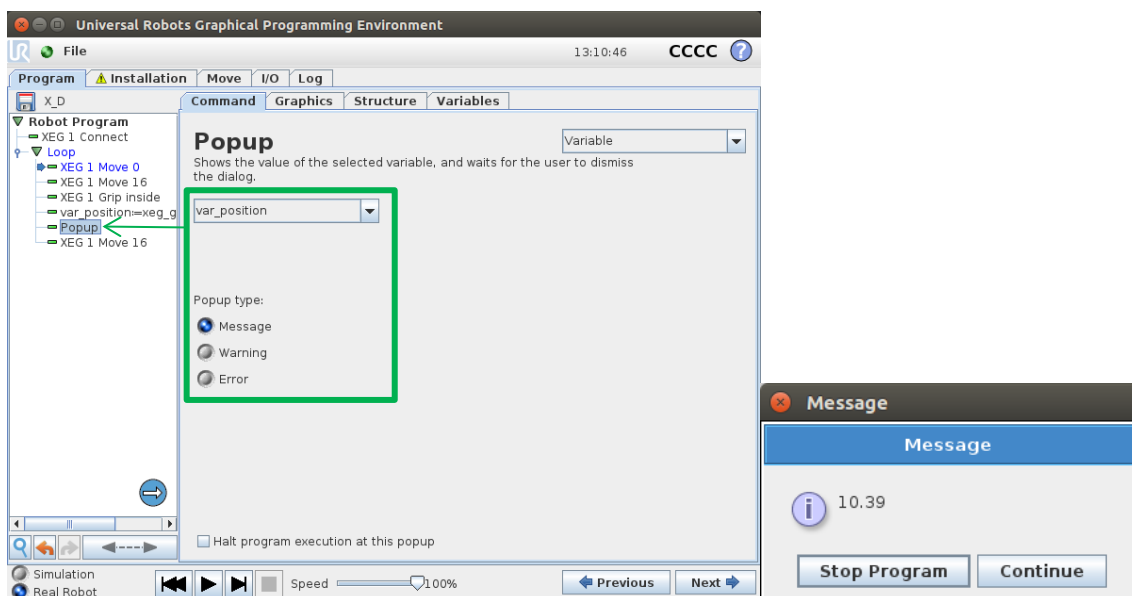 Universal Robots Graphical Programming Environment
UR File 13:10:46 CCCC ?
Program Installation Move I/O Log
X_D Command Graphics Structure Variables
Robot Program
XEG 1 Connect
Loop
XEG 1 Move 0
XEG 1 Move 16
XEG 1 Grip inside
var_position:=xeg_g
Popup
XEG 1 Move 16
Popup
Variable
Shows the value of the selected variable, and waits for the user to dismiss
the dialog.
var_position
Popup type:
Message
Warning
Error
Halt program execution at this popup
Simulation
Real Robot
Speed 100% Previous Next
Message
Message
i 10.39
Stop Program Continue